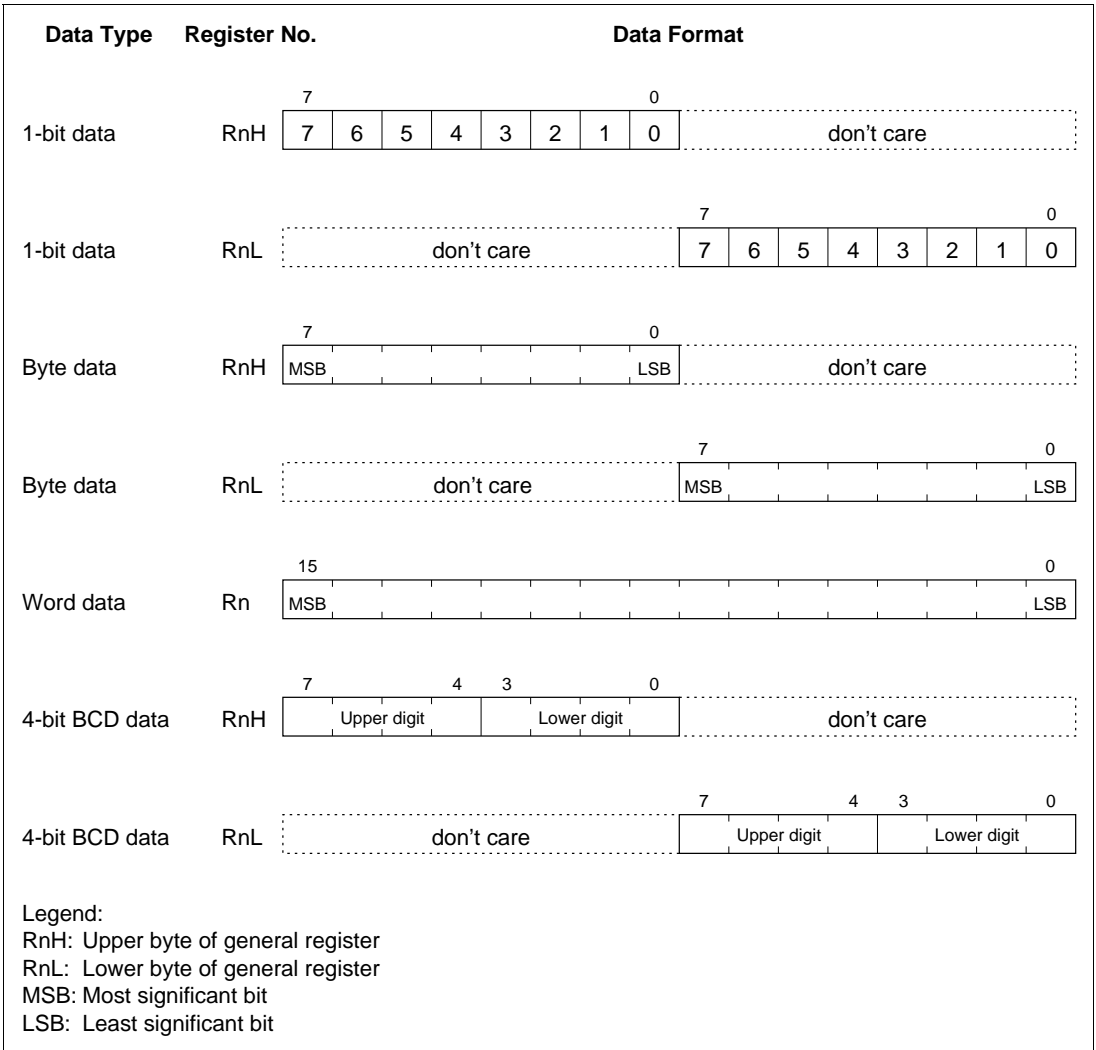 Data Type Register No. Data Format
7 0
1-bit data RnH 7 6 5 4 3 2 1 0 don't care
7 0
1-bit data RnL don't care 7 6 5 4 3 2 1 0
7 0
Byte data RnH MSB LSB don't care
7 0
Byte data RnL don't care MSB LSB
15 0
Word data Rn MSB LSB
7 4 3 0
4-bit BCD data RnH Upper digit Lower digit don't care
7 4 3 0
4-bit BCD data RnL don't care Upper digit Lower digit
Legend:
RnH: Upper byte of general register
RnL: Lower byte of general register
MSB: Most significant bit
LSB: Least significant bit